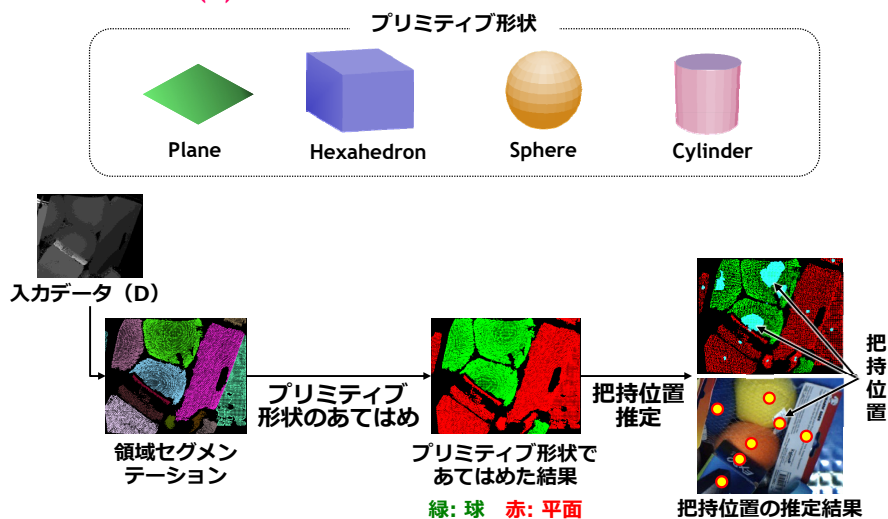 プリミティブ形状
Plane
Hexahedron
Sphere
Cylinder
入力データ（D）
領域セグメン
テーション
プリミティブ
形状のあてはめ
プリミティブ形状で
あてはめた結果
緑: 球 赤: 平面
把持位置
推定
把持位置
把持位置の推定結果